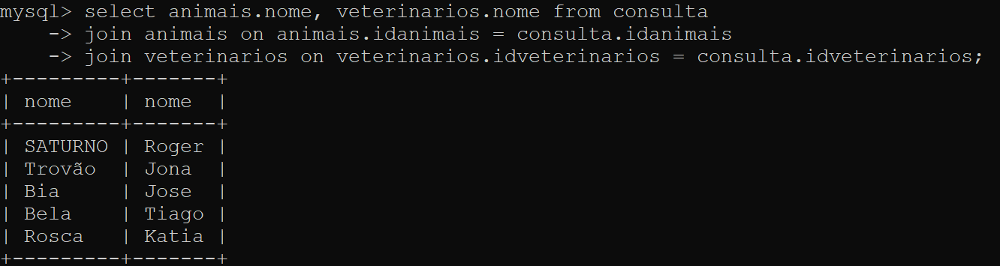 mysql> select animais.nome, veterinarios.nome from consulta
    -> join animais on animais.idanimais = consulta.idanimais
    -> join veterinarios on veterinarios.idveterinarios = consulta.idveterinarios;
+---------+-------+
| nome    | nome  |
+---------+-------+
| SATURNO | Roger |
| Trovão  | Jona  |
| Bia     | Jose  |
| Bela    | Tiago |
| Rosca   | Katia |
+---------+-------+